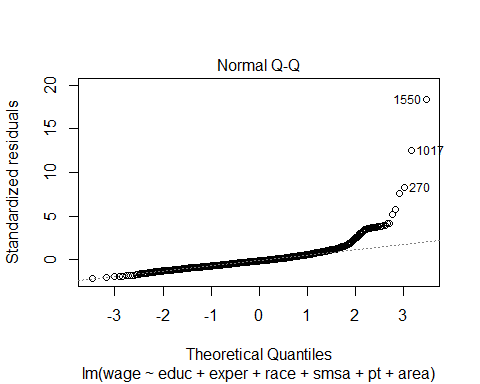 Normal Q-Q
Standardized residuals
20
15
10
5
0
1550
1017
270
-3 -2 -1 0 1 2 3
Theoretical Quantiles
lm(wage ~ educ + exper + race + smsa + pt + area)